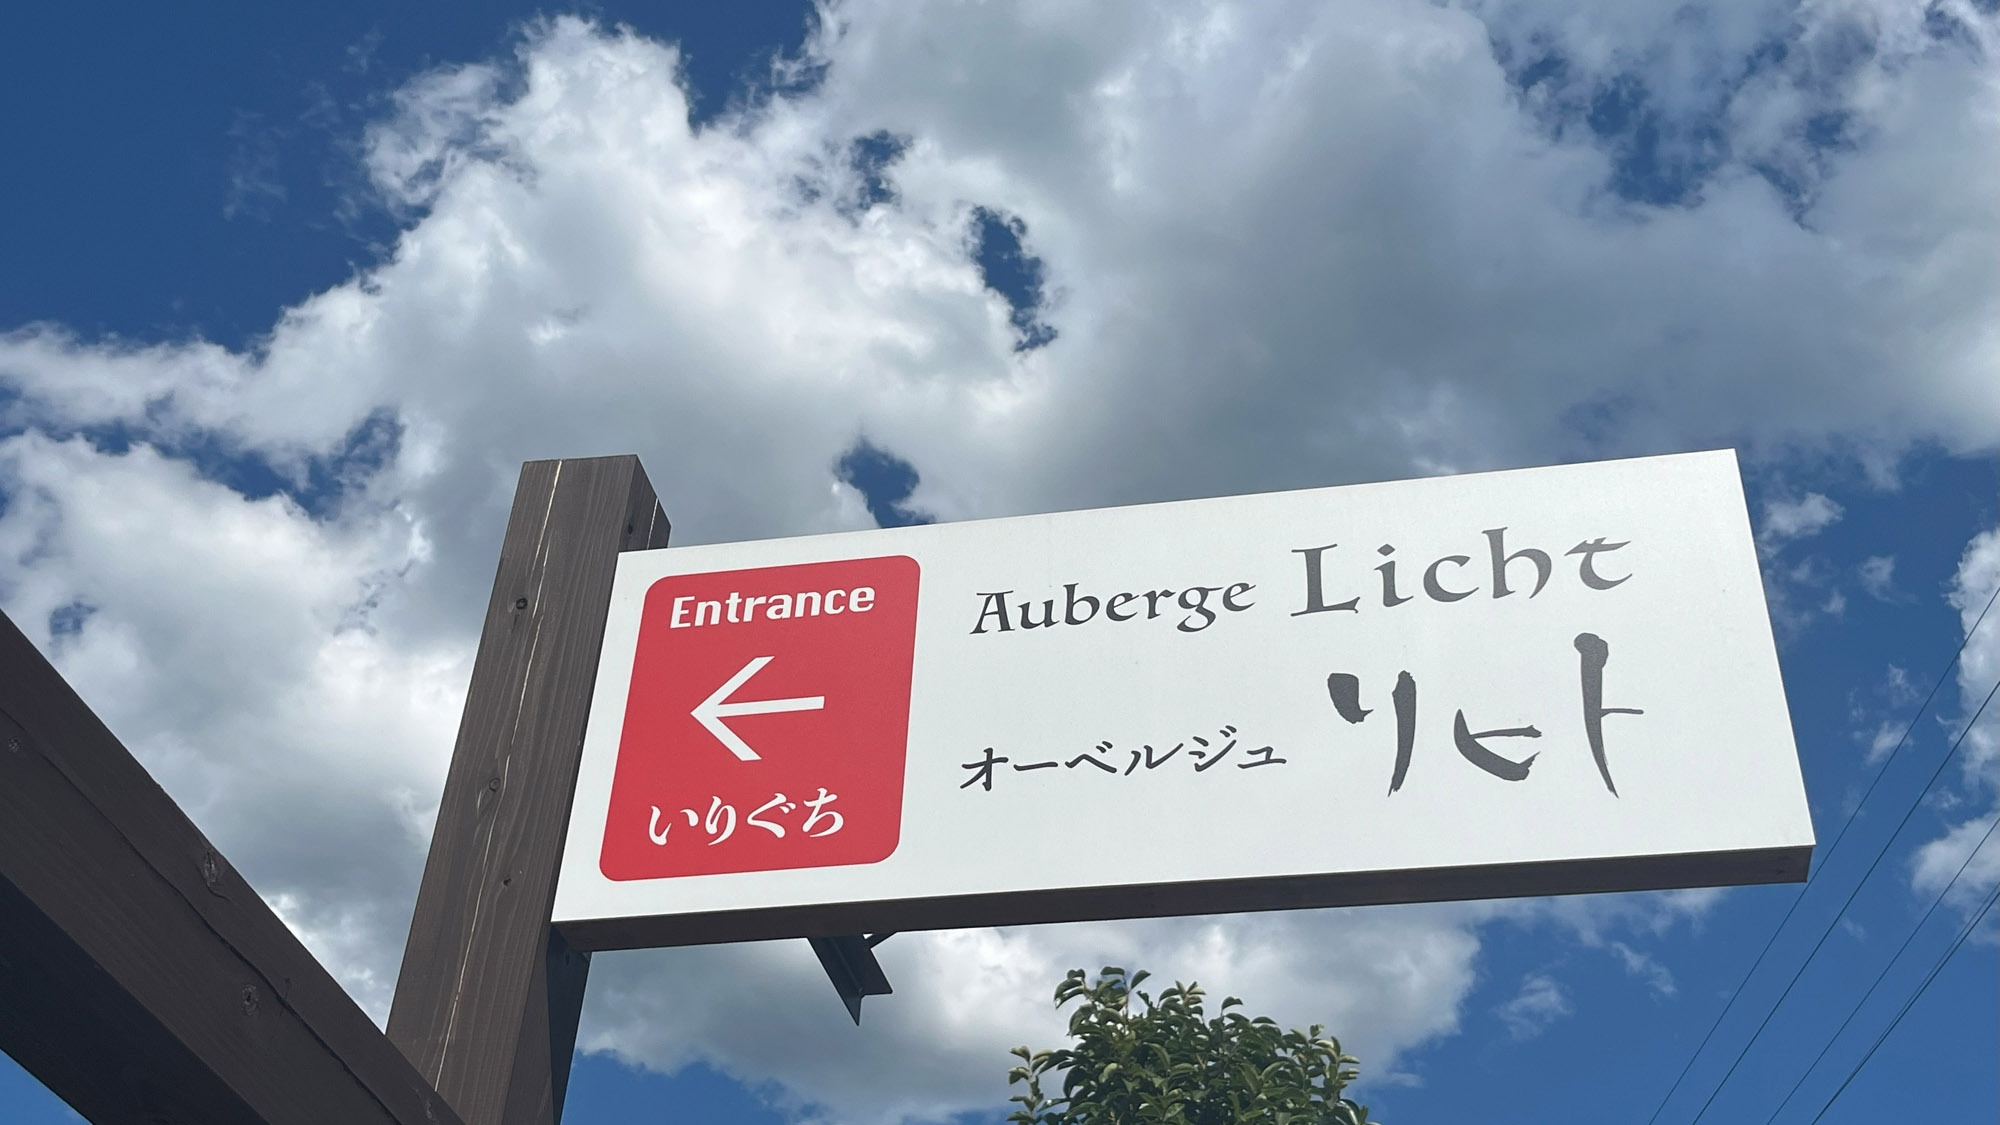 Entrance
←
いりぐち
Auberge Licht
オーベルジュ リヒト